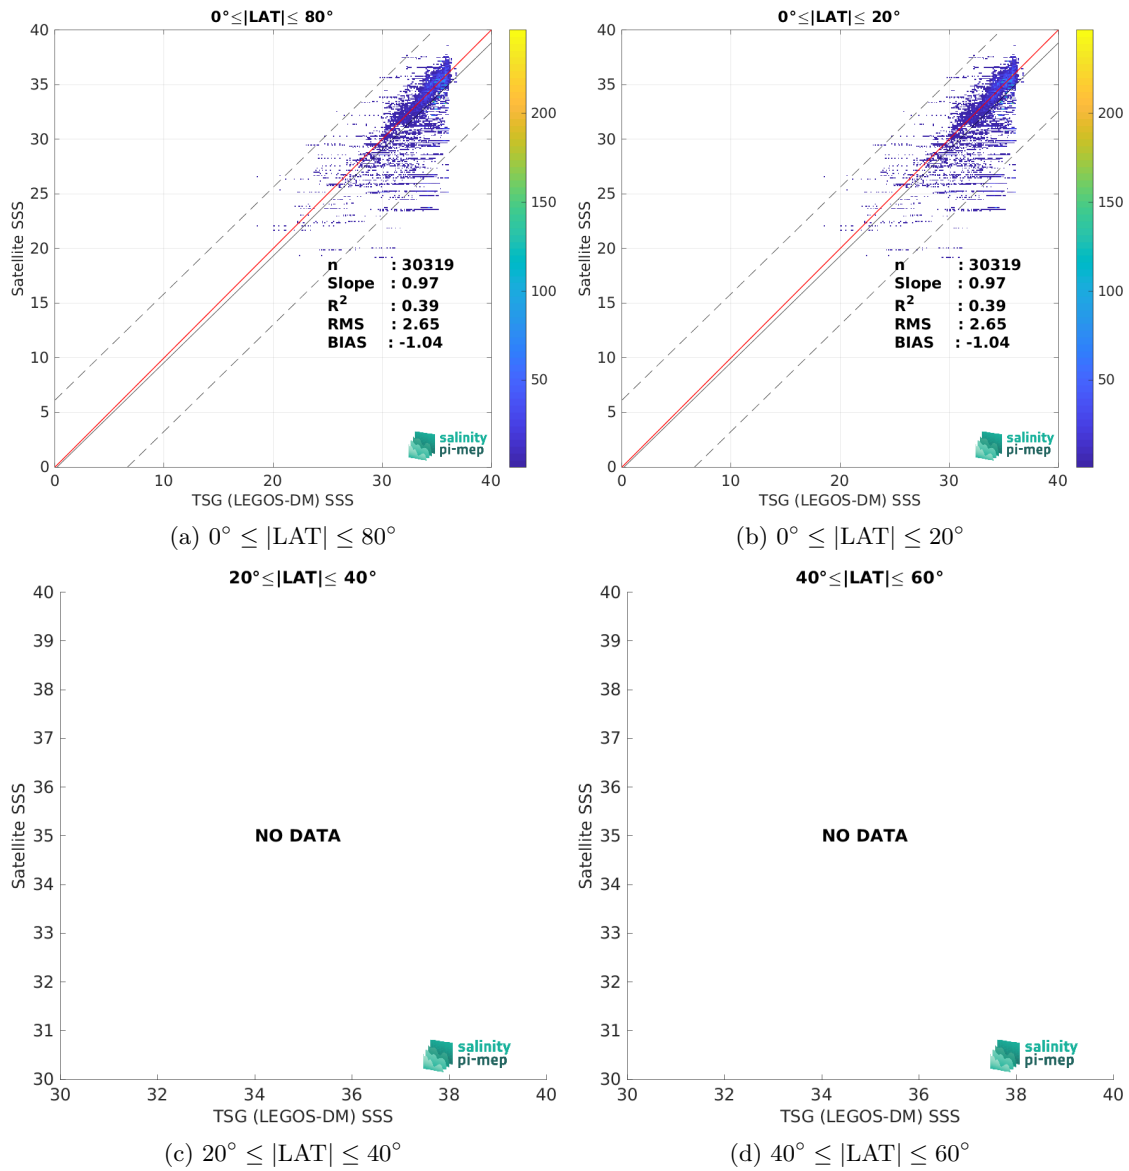 0°≤|LAT|≤ 80°
40
35
30
25
20
15
10
5
0
0
10
20
30
40
Satellite SSS
TSG (LEGOS-DM) SSS
n : 30319
Slope : 0.97
R² : 0.39
RMS : 2.65
BIAS : -1.04
salinity
pi-mep
200
150
100
50
(a) 0° ≤ |LAT| ≤ 80°
0°≤|LAT|≤ 20°
40
35
30
25
20
15
10
5
0
0
10
20
30
40
Satellite SSS
TSG (LEGOS-DM) SSS
n : 30319
Slope : 0.97
R² : 0.39
RMS : 2.65
BIAS : -1.04
salinity
pi-mep
200
150
100
50
(b) 0° ≤ |LAT| ≤ 20°
20°≤|LAT|≤ 40°
40
39
38
37
36
35
34
33
32
31
30
30
32
34
36
38
40
Satellite SSS
NO DATA
salinity
pi-mep
TSG (LEGOS-DM) SSS
(c) 20° ≤ |LAT| ≤ 40°
40°≤|LAT|≤ 60°
40
39
38
37
36
35
34
33
32
31
30
30
32
34
36
38
40
Satellite SSS
NO DATA
salinity
pi-mep
TSG (LEGOS-DM) SSS
(d) 40° ≤ |LAT| ≤ 60°